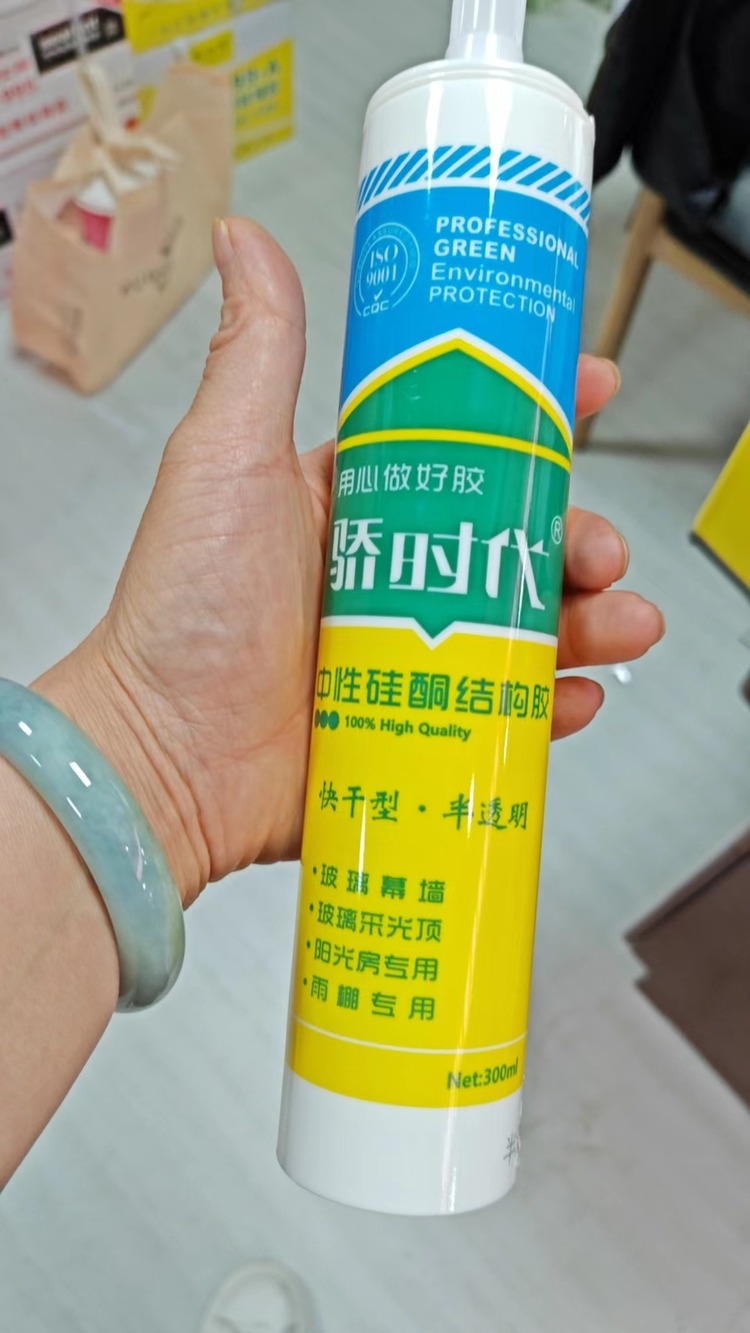 ISO
9001
CQC
PROFESSIONAL
GREEN
Environmental
PROTECTION
用心做好胶
骄时代®
中性硅酮结构胶
100% High Quality
快干型·半透明
·玻璃幕墙
·玻璃采光顶
·阳光房专用
·雨棚专用
Net:300ml
半